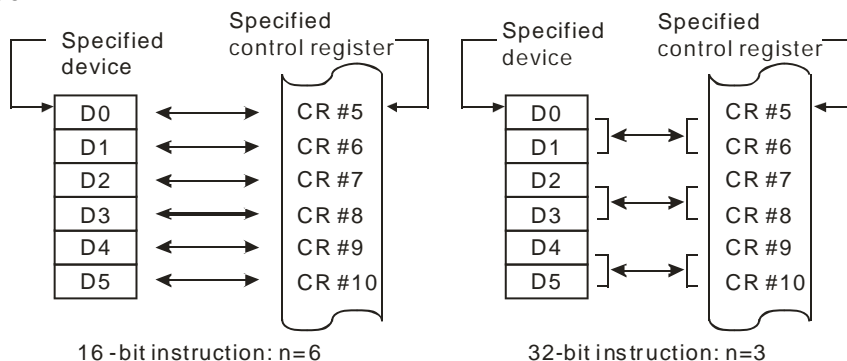 Specified
device
Specified
control register
D0
D1
D2
D3
D4
D5
CR #5
CR #6
CR #7
CR #8
CR #9
CR #10
16 -bit instruction: n=6
Specified
device
Specified
control register
D0
D1
D2
D3
D4
D5
CR #5
CR #6
CR #7
CR #8
CR #9
CR #10
32-bit instruction: n=3